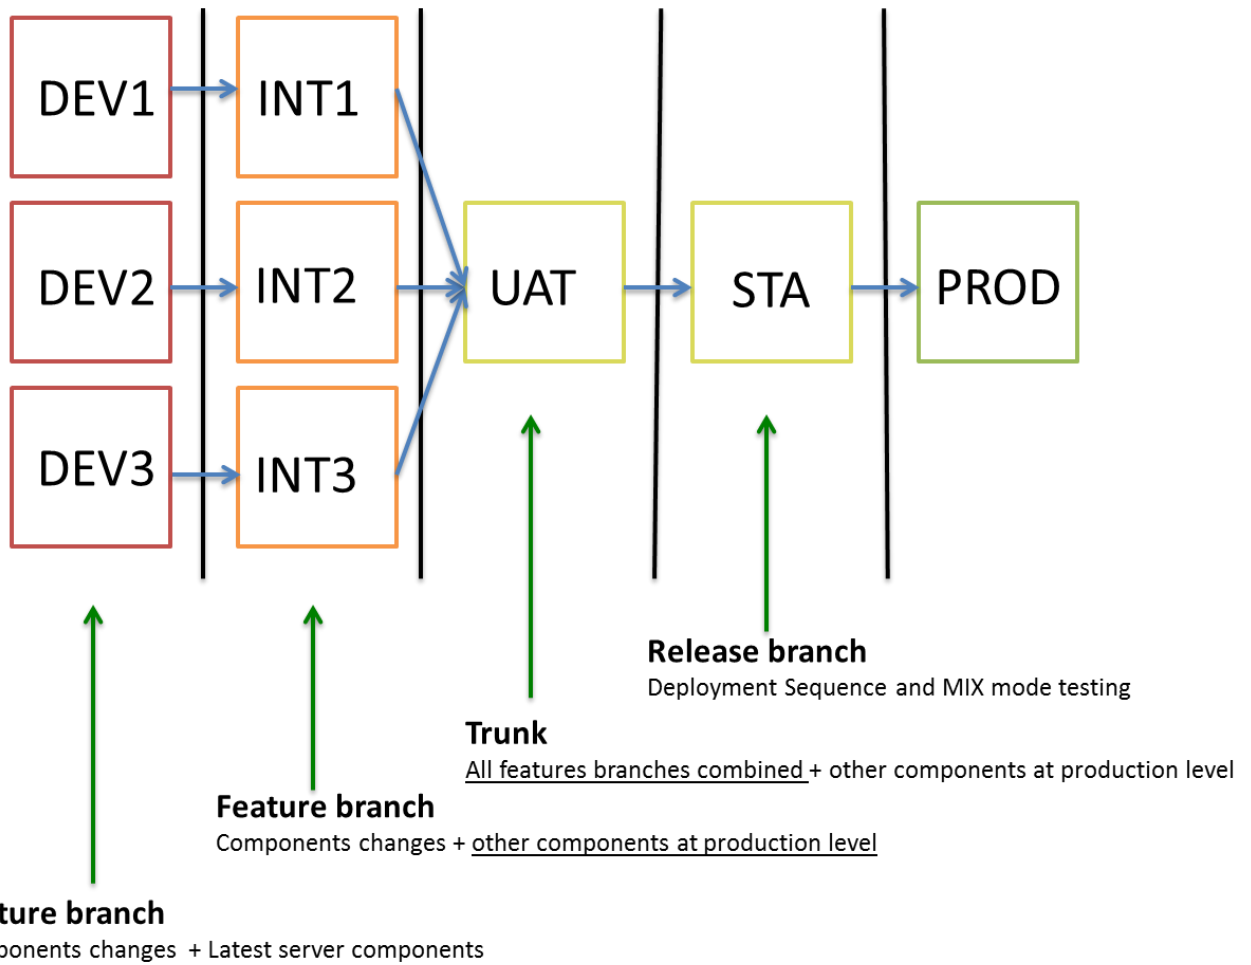 DEV1
INT1
DEV2
INT2
UAT
STA
PROD
DEV3
INT3
Release branch
Deployment Sequence and MIX mode testing
Trunk
All features branches combined + other components at production level
Feature branch
Components changes + other components at production level
ture branch
ponents changes + Latest server components